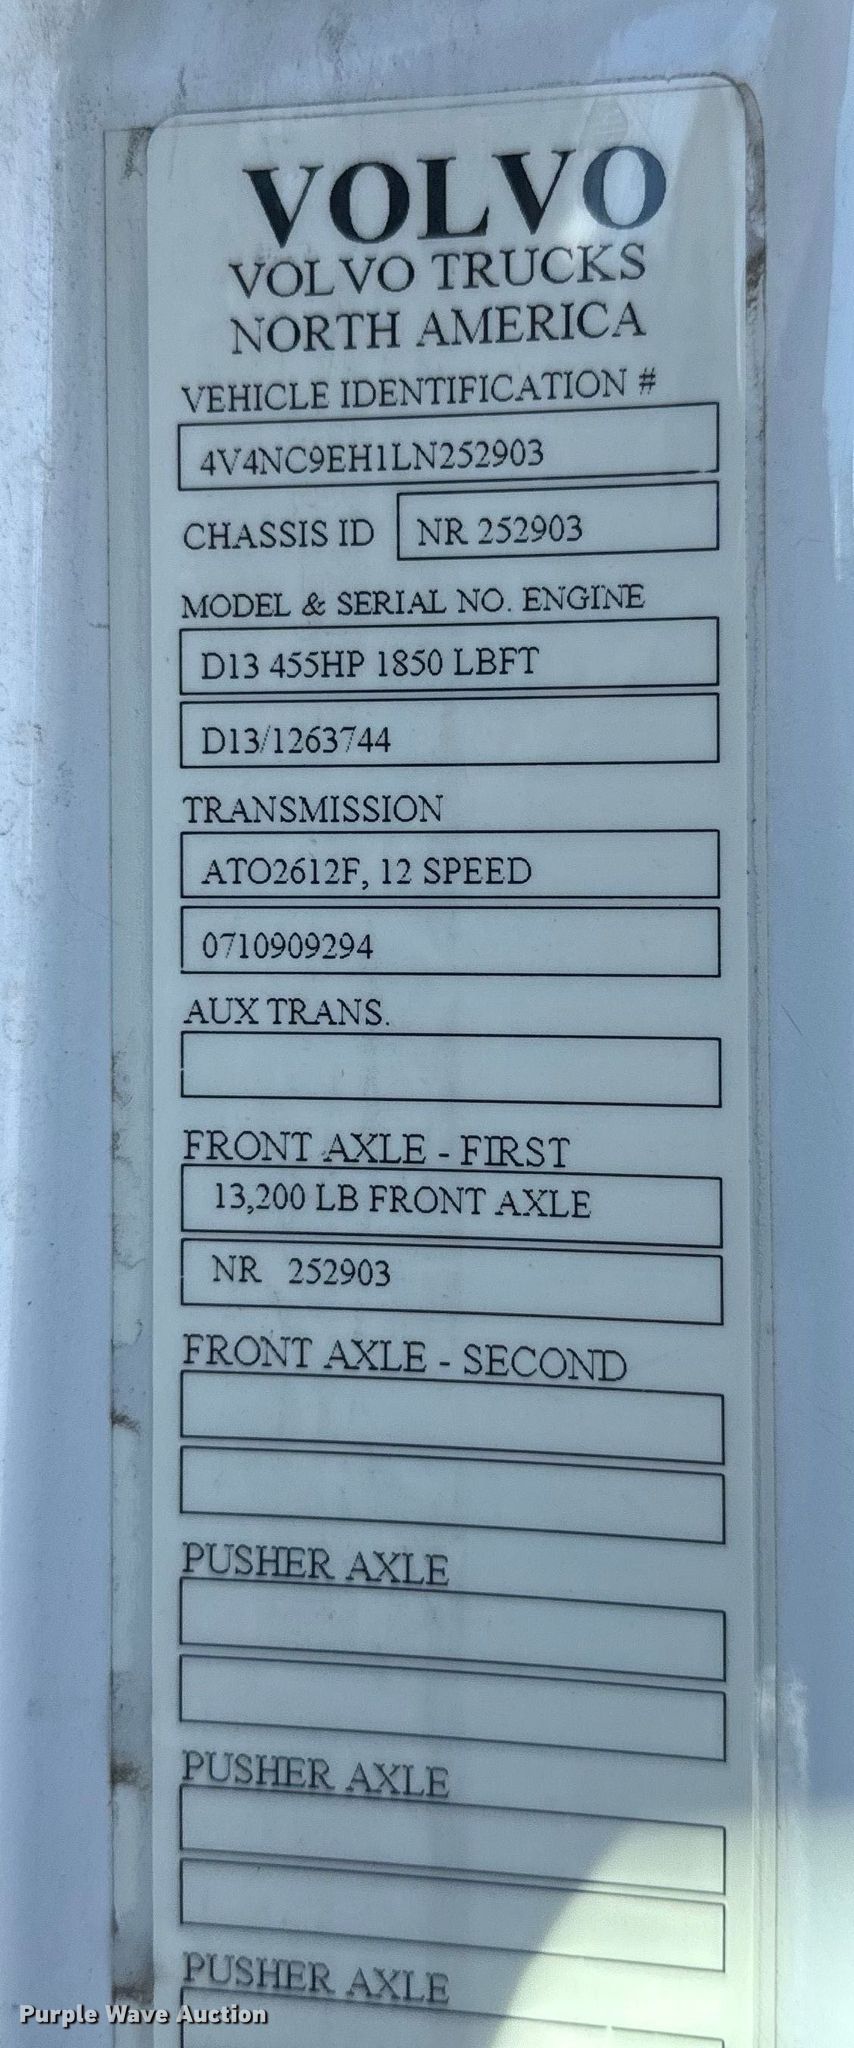 VOLVO
VOLVO TRUCKS
NORTH AMERICA
VEHICLE IDENTIFICATION #
4V4NC9EH1LN252903
CHASSIS ID NR 252903
MODEL & SERIAL NO. ENGINE
D13 455HP 1850 LBFT
D13/1263744
TRANSMISSION
ATO2612F, 12 SPEED
0710909294
AUX TRANS.
FRONT AXLE - FIRST
13,200 LB FRONT AXLE
NR 252903
FRONT AXLE - SECOND
PUSHER AXLE
PUSHER AXLE
PUSHER AXLE
Purple Wave Auction